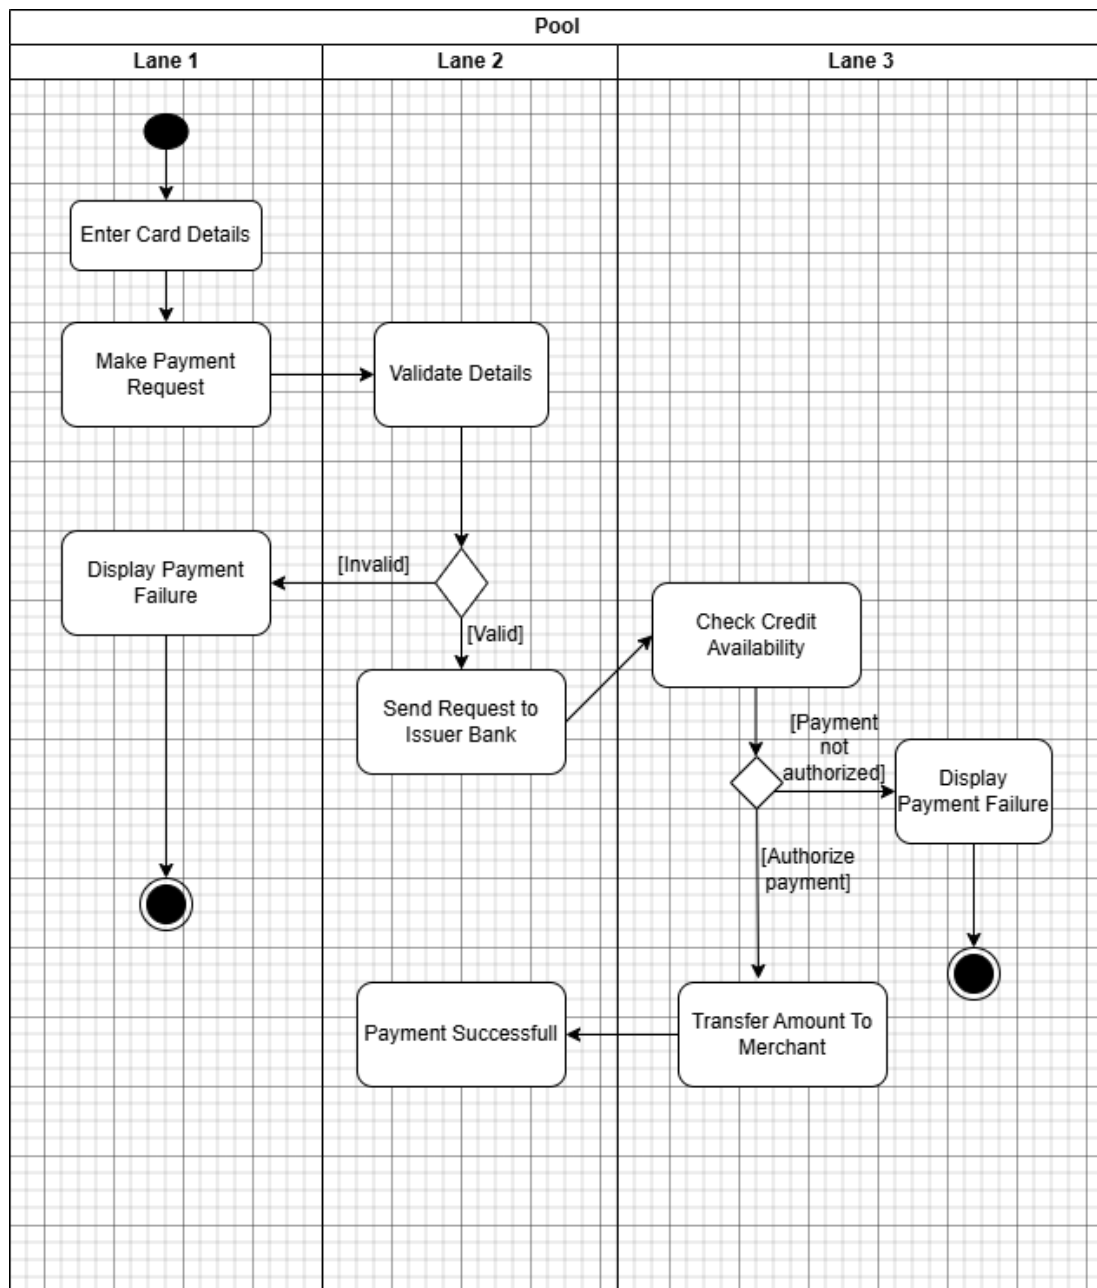 Pool
Lane 1
Lane 2
Lane 3
Enter Card Details
Make Payment
Request
Validate Details
Display Payment
Failure
[Invalid]
[Valid]
Send Request to
Issuer Bank
Check Credit
Availability
[Payment
not
authorized]
Display
Payment Failure
[Authorize
payment]
Transfer Amount To
Merchant
Payment Successfull